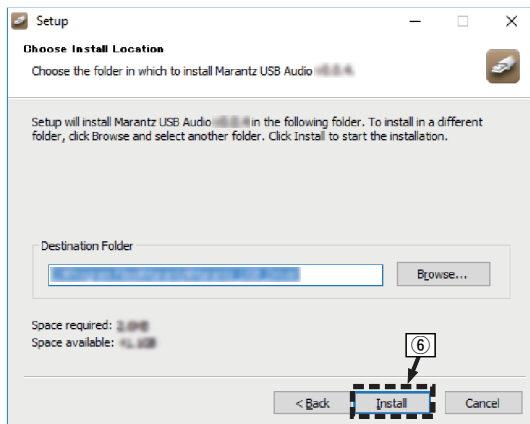 Setup
Choose Install Location
Choose the folder in which to install Marantz USB Audio
Setup will install Marantz USB Audio in the following folder. To install in a different
folder, click Browse and select another folder. Click Install to start the installation.
Destination Folder
Browse...
Space required:
Space available:
⑥
< Back
Install
Cancel